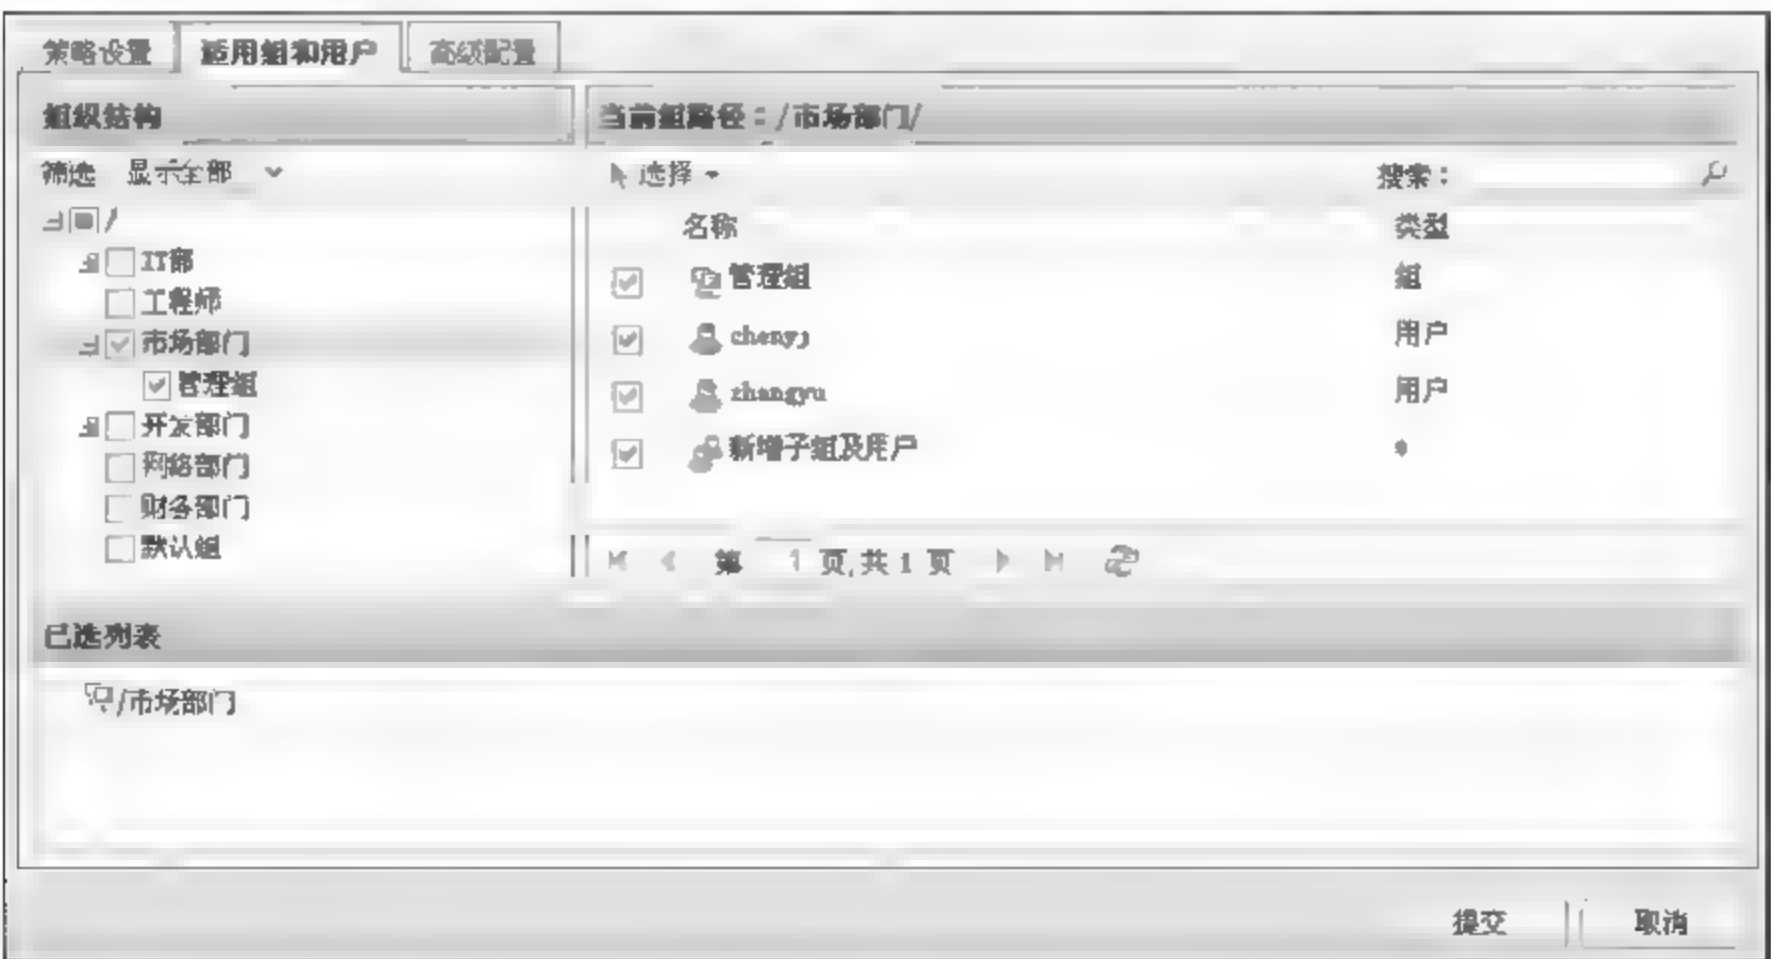 策略设置 适用组和用户 高级配置
组织结构
筛选 显示全部
/
IT部
工程师
市场部门
管理组
开发部门
网络部门
财务部门
默认组
当前组路径：/市场部门/
选择 搜索：
名称 类型
管理组 组
chenyj 用户
zhangyu 用户
新增子组及用户
第 1 页,共 1 页
已选列表
/市场部门
提交 取消